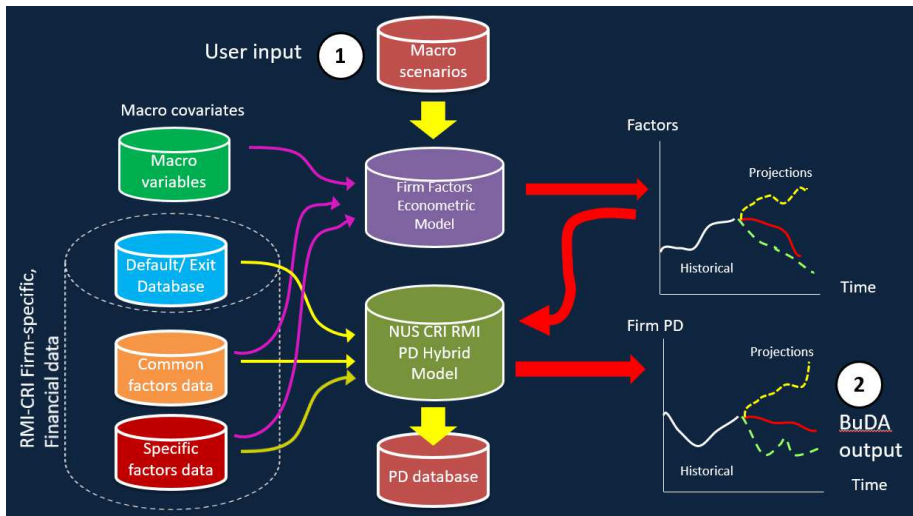 User input
1
Macro
scenarios
Macro covariates
Macro
variables
Firm Factors
Econometric
Model
Factors
Projections
Historical
Time
RMI-CRI Firm-specific,
Financial data
Default/ Exit
Database
Common
factors data
Specific
factors data
NUS CRI RMI
PD Hybrid
Model
PD database
Firm PD
Projections
Historical
Time
2
BuDA
output